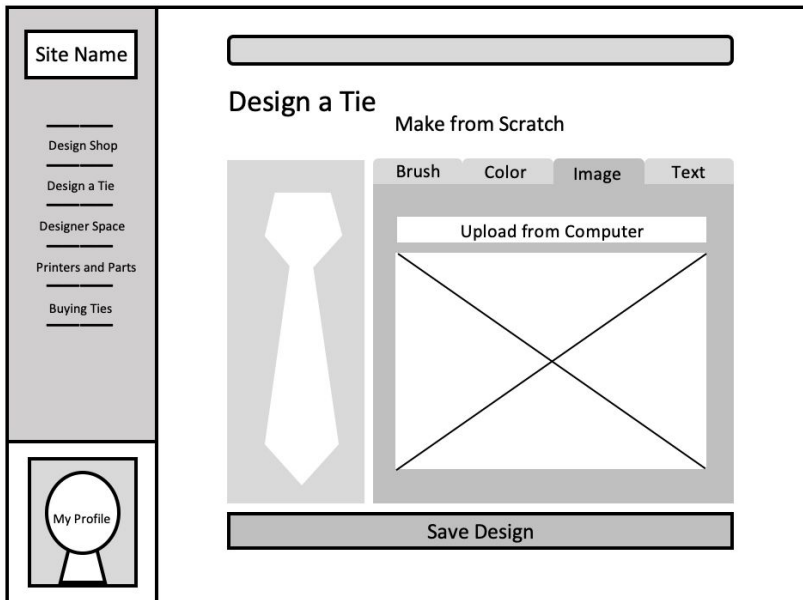 Site Name
Design Shop
Design a Tie
Designer Space
Printers and Parts
Buying Ties
My Profile
Design a Tie
Make from Scratch
Brush Color Image Text
Upload from Computer
Save Design